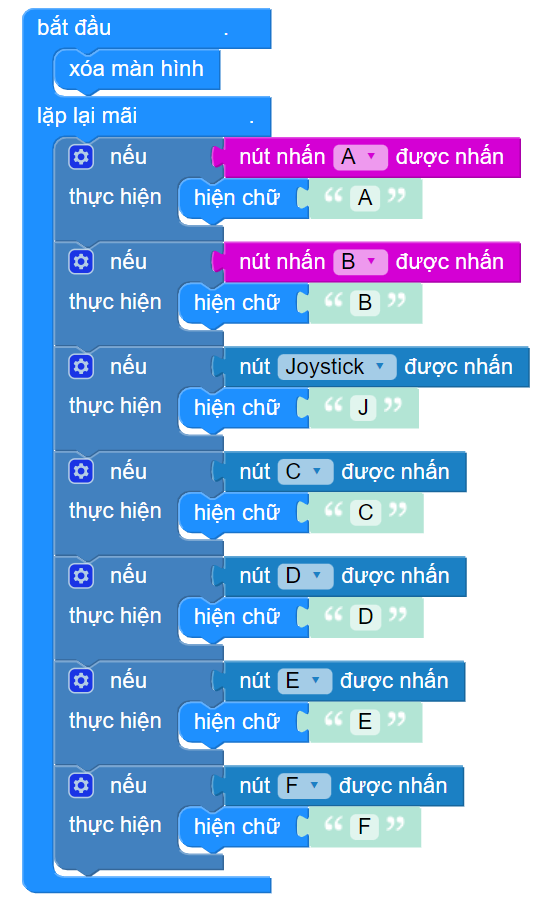 bắt đầu .
xóa màn hình
lặp lại mãi .
nếu nút nhấn A được nhấn
thực hiện hiện chữ “ A ”
nếu nút nhấn B được nhấn
thực hiện hiện chữ “ B ”
nếu nút Joystick được nhấn
thực hiện hiện chữ “ J ”
nếu nút C được nhấn
thực hiện hiện chữ “ C ”
nếu nút D được nhấn
thực hiện hiện chữ “ D ”
nếu nút E được nhấn
thực hiện hiện chữ “ E ”
nếu nút F được nhấn
thực hiện hiện chữ “ F ”